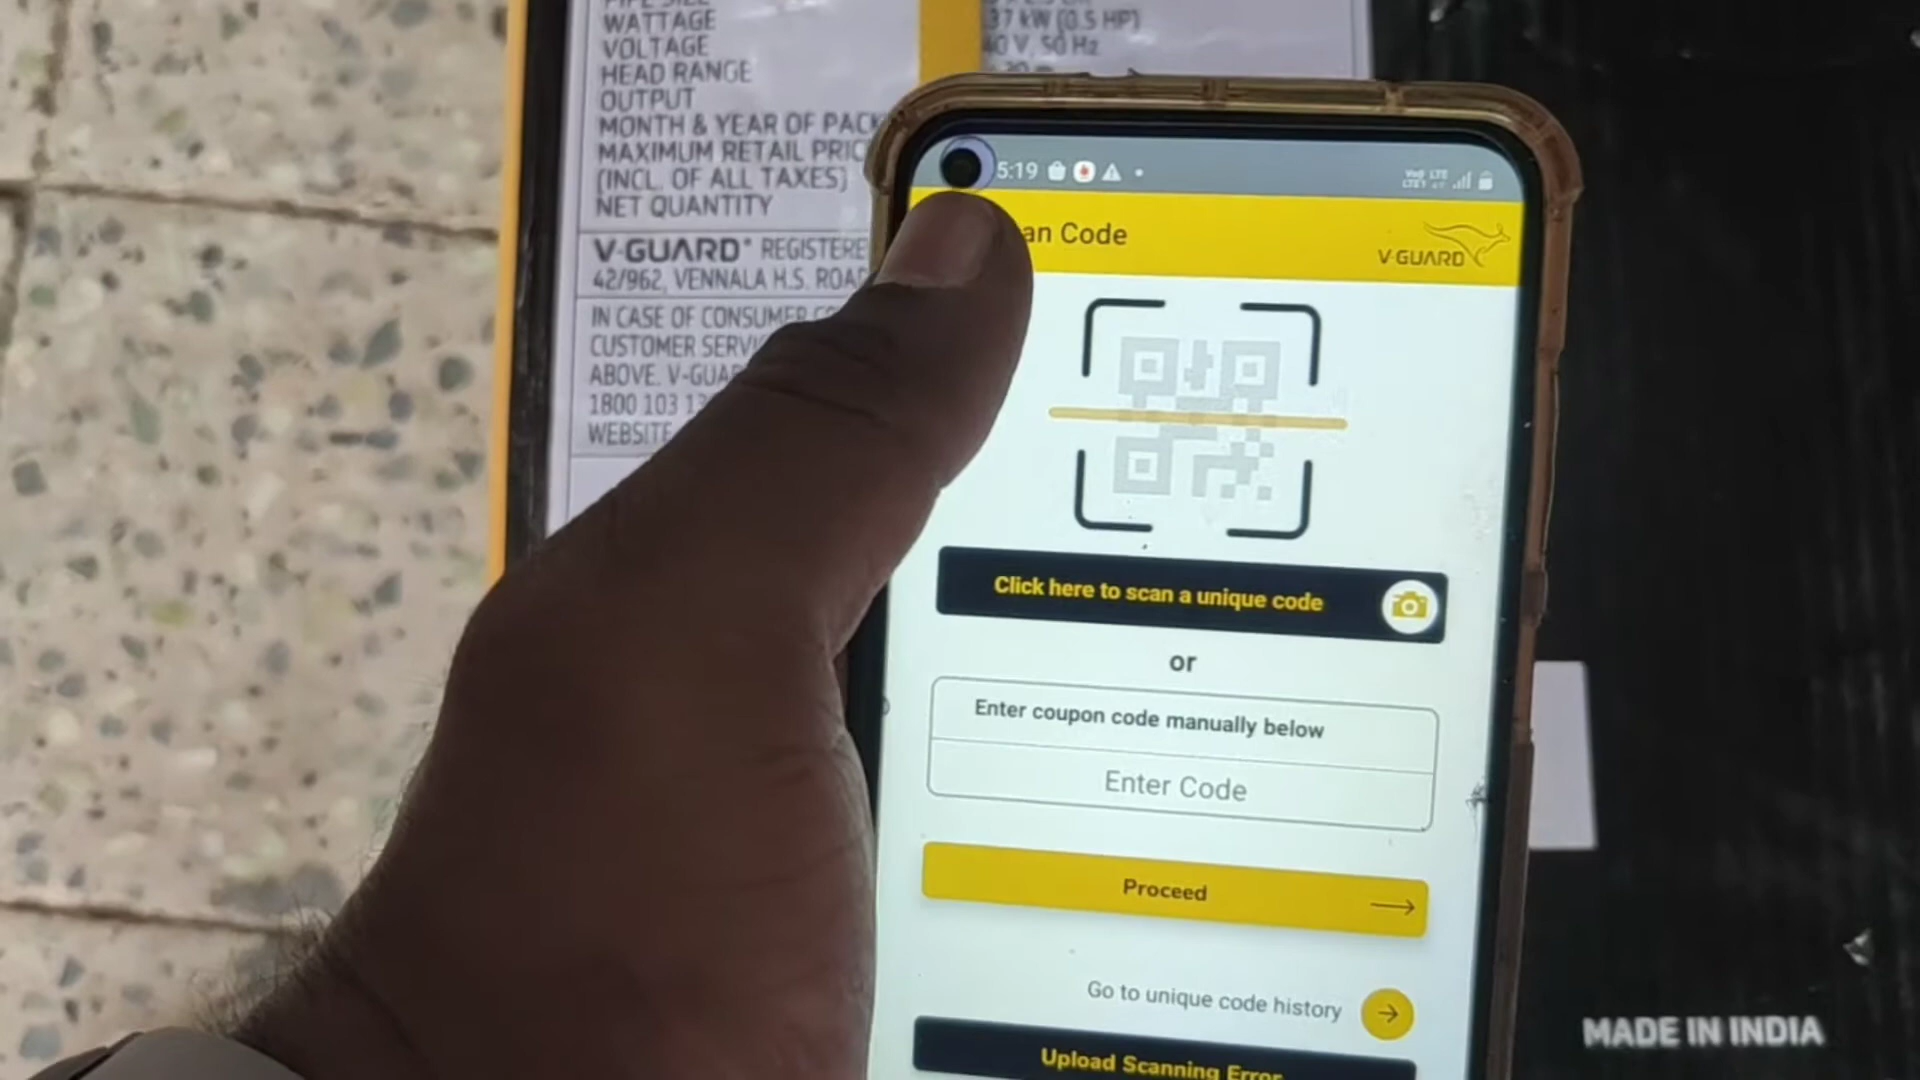 WATTAGE
37 kW (0.5 HP)
VOLTAGE
40 V, 50 Hz
HEAD RANGE
OUTPUT
MONTH & YEAR OF PACK
MAXIMUM RETAIL PRIC
(INCL. OF ALL TAXES)
NET QUANTITY
V-GUARD® REGISTERE
42/962, VENNALA H.S. ROA
IN CASE OF CONSUMER
CUSTOMER SERVI
ABOVE. V-GUA
1800 103 1
WEBSITE
5:19
an Code
V-GUARD
Click here to scan a unique code
or
Enter coupon code manually below
Enter Code
Proceed
Go to unique code history
Upload Scanning Error
MADE IN INDIA